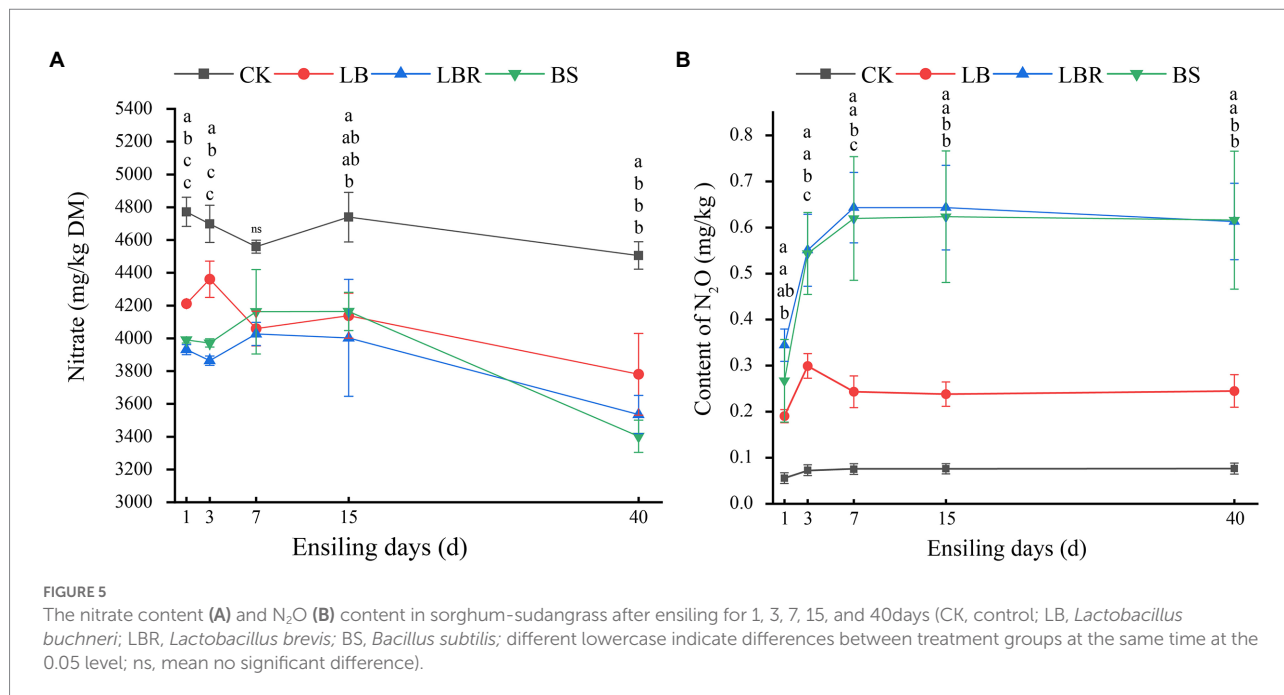 A
CK LB LBR BS
5400
5200
5000
4800
4600
4400
4200
4000
3800
3600
3400
3200
3000
Nitrate (mg/kg DM)
a
b
c
c
a
b
c
c
ns
a
ab
ab
b
a
b
b
b
1 3 7 15 40
Ensiling days (d)
B
CK LB LBR BS
0.8
0.7
0.6
0.5
0.4
0.3
0.2
0.1
0.0
Content of N₂O (mg/kg )
a
a
ab
b
a
a
b
c
a
a
b
c
a
a
b
b
a
a
b
b
1 3 7 15 40
Ensiling days (d)
FIGURE 5
The nitrate content (A) and N₂O (B) content in sorghum-sudangrass after ensiling for 1, 3, 7, 15, and 40days (CK, control; LB, Lactobacillus
buchneri; LBR, Lactobacillus brevis; BS, Bacillus subtilis; different lowercase indicate differences between treatment groups at the same time at the
0.05 level; ns, mean no significant difference).